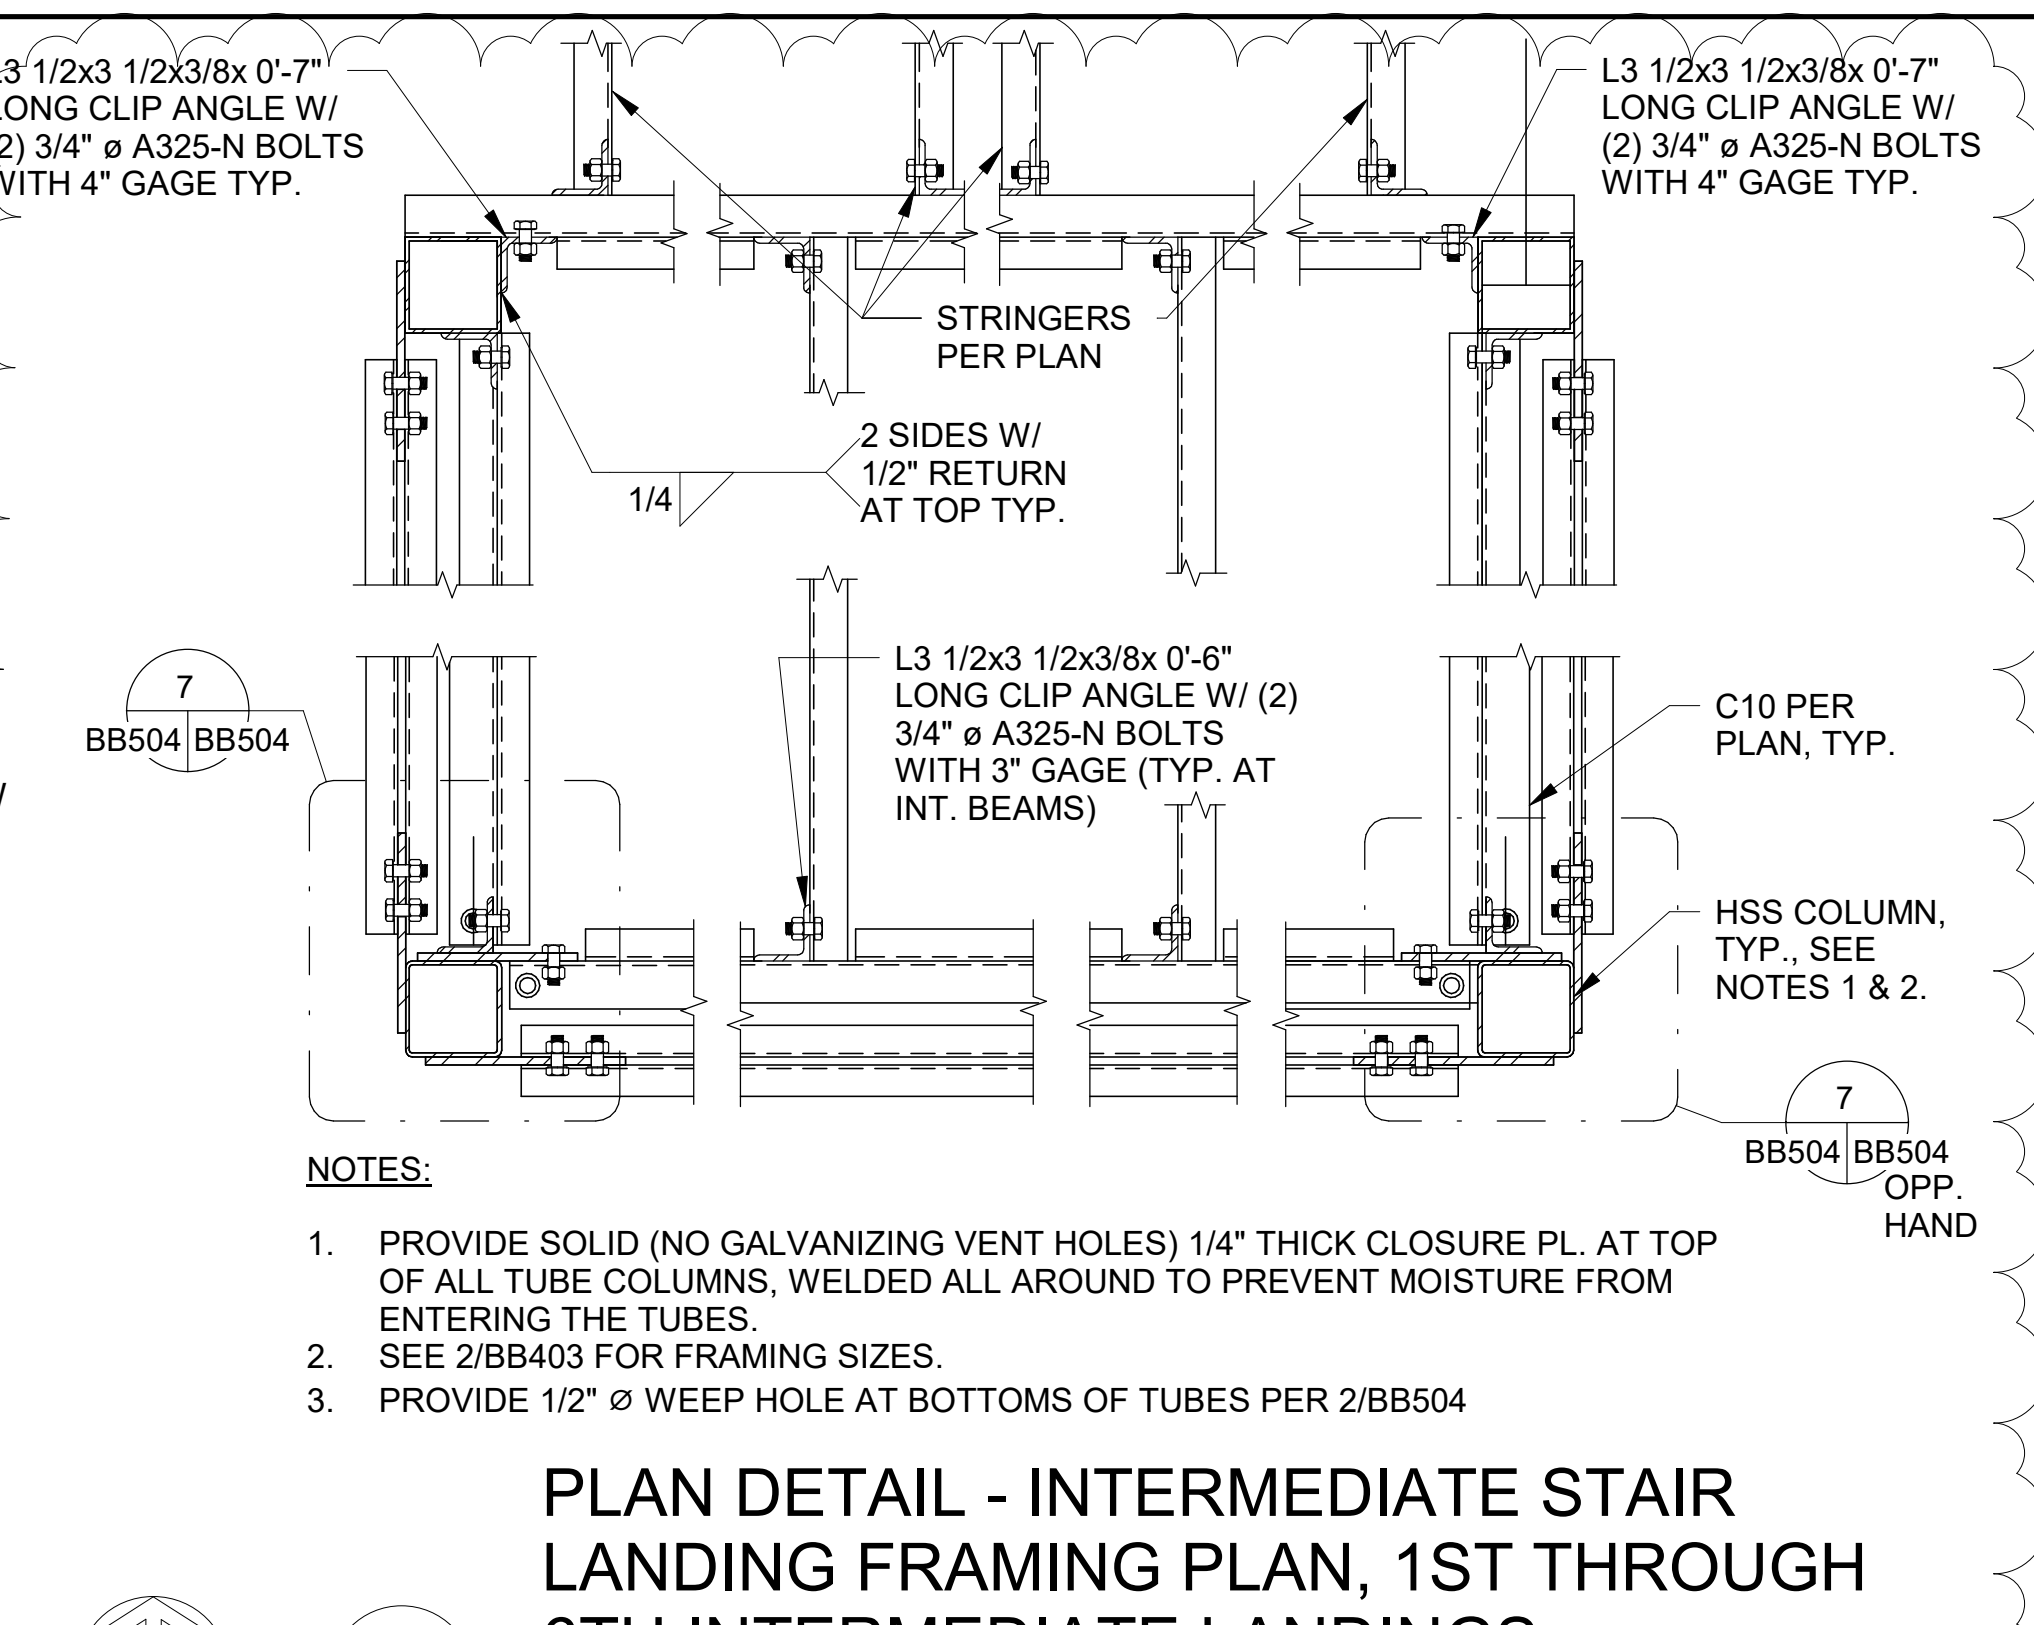 3 1/2x3 1/2x3/8x 0'-7"
LONG CLIP ANGLE W/
2) 3/4" ø A325-N BOLTS
WITH 4" GAGE TYP.
L3 1/2x3 1/2x3/8x 0'-7"
LONG CLIP ANGLE W/
(2) 3/4" ø A325-N BOLTS
WITH 4" GAGE TYP.
STRINGERS
PER PLAN
2 SIDES W/
1/2" RETURN
AT TOP TYP.
1/4
L3 1/2x3 1/2x3/8x 0'-6"
LONG CLIP ANGLE W/ (2)
3/4" ø A325-N BOLTS
WITH 3" GAGE (TYP. AT
INT. BEAMS)
7
BB504 BB504
C10 PER
PLAN, TYP.
HSS COLUMN,
TYP., SEE
NOTES 1 & 2.
7
BB504 BB504
OPP.
HAND
NOTES:
1. PROVIDE SOLID (NO GALVANIZING VENT HOLES) 1/4" THICK CLOSURE PL. AT TOP
OF ALL TUBE COLUMNS, WELDED ALL AROUND TO PREVENT MOISTURE FROM
ENTERING THE TUBES.
2. SEE 2/BB403 FOR FRAMING SIZES.
3. PROVIDE 1/2" Ø WEEP HOLE AT BOTTOMS OF TUBES PER 2/BB504
PLAN DETAIL - INTERMEDIATE STAIR
LANDING FRAMING PLAN, 1ST THROUGH
INTERMEDIATE LANDINGS